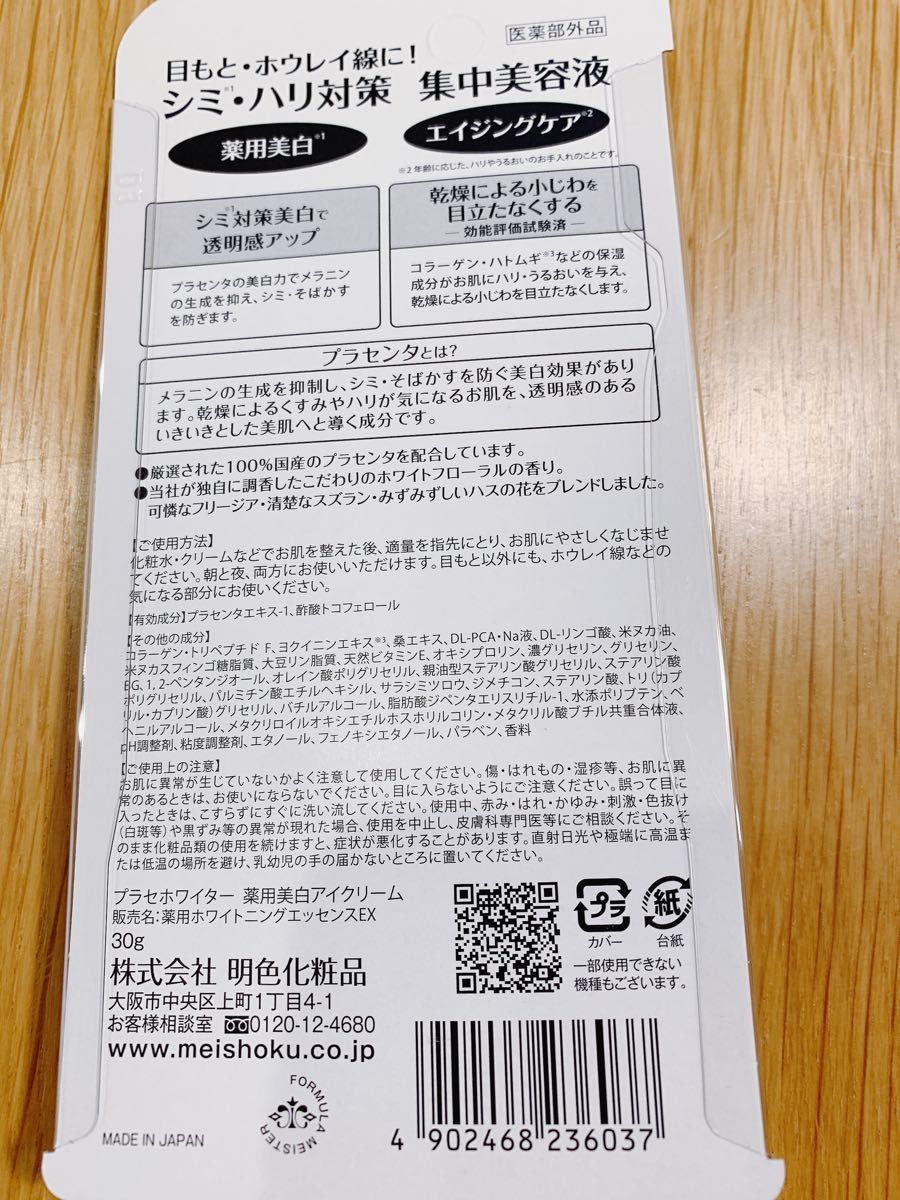 医薬部外品
目もと・ホウレイ線に!
シミ※1・ハリ対策 集中美容液
薬用美白※1
エイジングケア※2
※2 年齢に応じた、ハリやうるおいのお手入れのことです。
シミ※1対策美白で
透明感アップ
プラセンタの美白力でメラニン
の生成を抑え、シミ・そばかす
を防ぎます。
乾燥による小じわを
目立たなくする
―効能評価試験済―
コラーゲン・ハトムギ※3などの保湿
成分がお肌にハリ・うるおいを与え、
乾燥による小じわを目立たなくします。
プラセンタとは?
メラニンの生成を抑制し、シミ・そばかすを防ぐ美白効果があり
ます。乾燥によるくすみやハリが気になるお肌を、透明感のある
いきいきとした美肌へと導く成分です。
●厳選された100%国産のプラセンタを配合しています。
●当社が独自に調香したこだわりのホワイトフローラルの香り。
可憐なフリージア・清楚なスズラン・みずみずしいハスの花をブレンドしました。
【ご使用方法】
化粧水・クリームなどでお肌を整えた後、適量を指先にとり、お肌にやさしくなじませ
てください。朝と夜、両方にお使いいただけます。目もと以外にも、ホウレイ線などの
気になる部分にお使いください。
【有効成分】プラセンタエキス-1、酢酸トコフェロール
【その他の成分】
コラーゲン・トリペプチド F、ヨクイニンエキス※3、桑エキス、DL-PCA・Na液、DL-リンゴ酸、米ヌカ油、
米ヌカスフィンゴ糖脂質、大豆リン脂質、天然ビタミンE、オキシプロリン、濃グリセリン、グリセリン、
BG、1,2-ペンタンジオール、オレイン酸ポリグリセリル、親油型ステアリン酸グリセリル、ステアリン酸
ポリグリセリル、パルミチン酸エチルヘキシル、サラシミツロウ、ジメチコン、ステアリン酸、トリ(カプ
リル・カプリン酸)グリセリル、バチルアルコール、脂肪酸ジペンタエリスリチル-1、水添ポリブテン、ベ
ヘニルアルコール、メタクリロイルオキシエチルホスホリルコリン・メタクリル酸ブチル共重合体液、
pH調整剤、粘度調整剤、エタノール、フェノキシエタノール、パラベン、香料
【ご使用上の注意】
お肌に異常が生じていないかよく注意して使用してください。傷・はれもの・湿疹等、お肌に異
常のあるときは、お使いにならないでください。目に入らないようにご注意ください。誤って目に
入ったときは、こすらずにすぐに洗い流してください。使用中、赤み・はれ・かゆみ・刺激・色抜け
(白斑等)や黒ずみ等の異常が現れた場合、使用を中止し、皮膚科専門医等にご相談ください。そ
のまま化粧品類の使用を続けますと、症状が悪化することがあります。直射日光や極端に高温ま
たは低温の場所を避け、乳幼児の手の届かないところに置いてください。
プラセホワイター 薬用美白アイクリーム
販売名:薬用ホワイトニングエッセンスEX
30g
株式会社 明色化粧品
大阪市中央区上町1丁目4-1
お客様相談室 0120-12-4680
www.meishoku.co.jp
プラ
カバー
紙
台紙
一部使用できない
機種もございます。
FORMULA MEISTER
MADE IN JAPAN
4 902468 236037